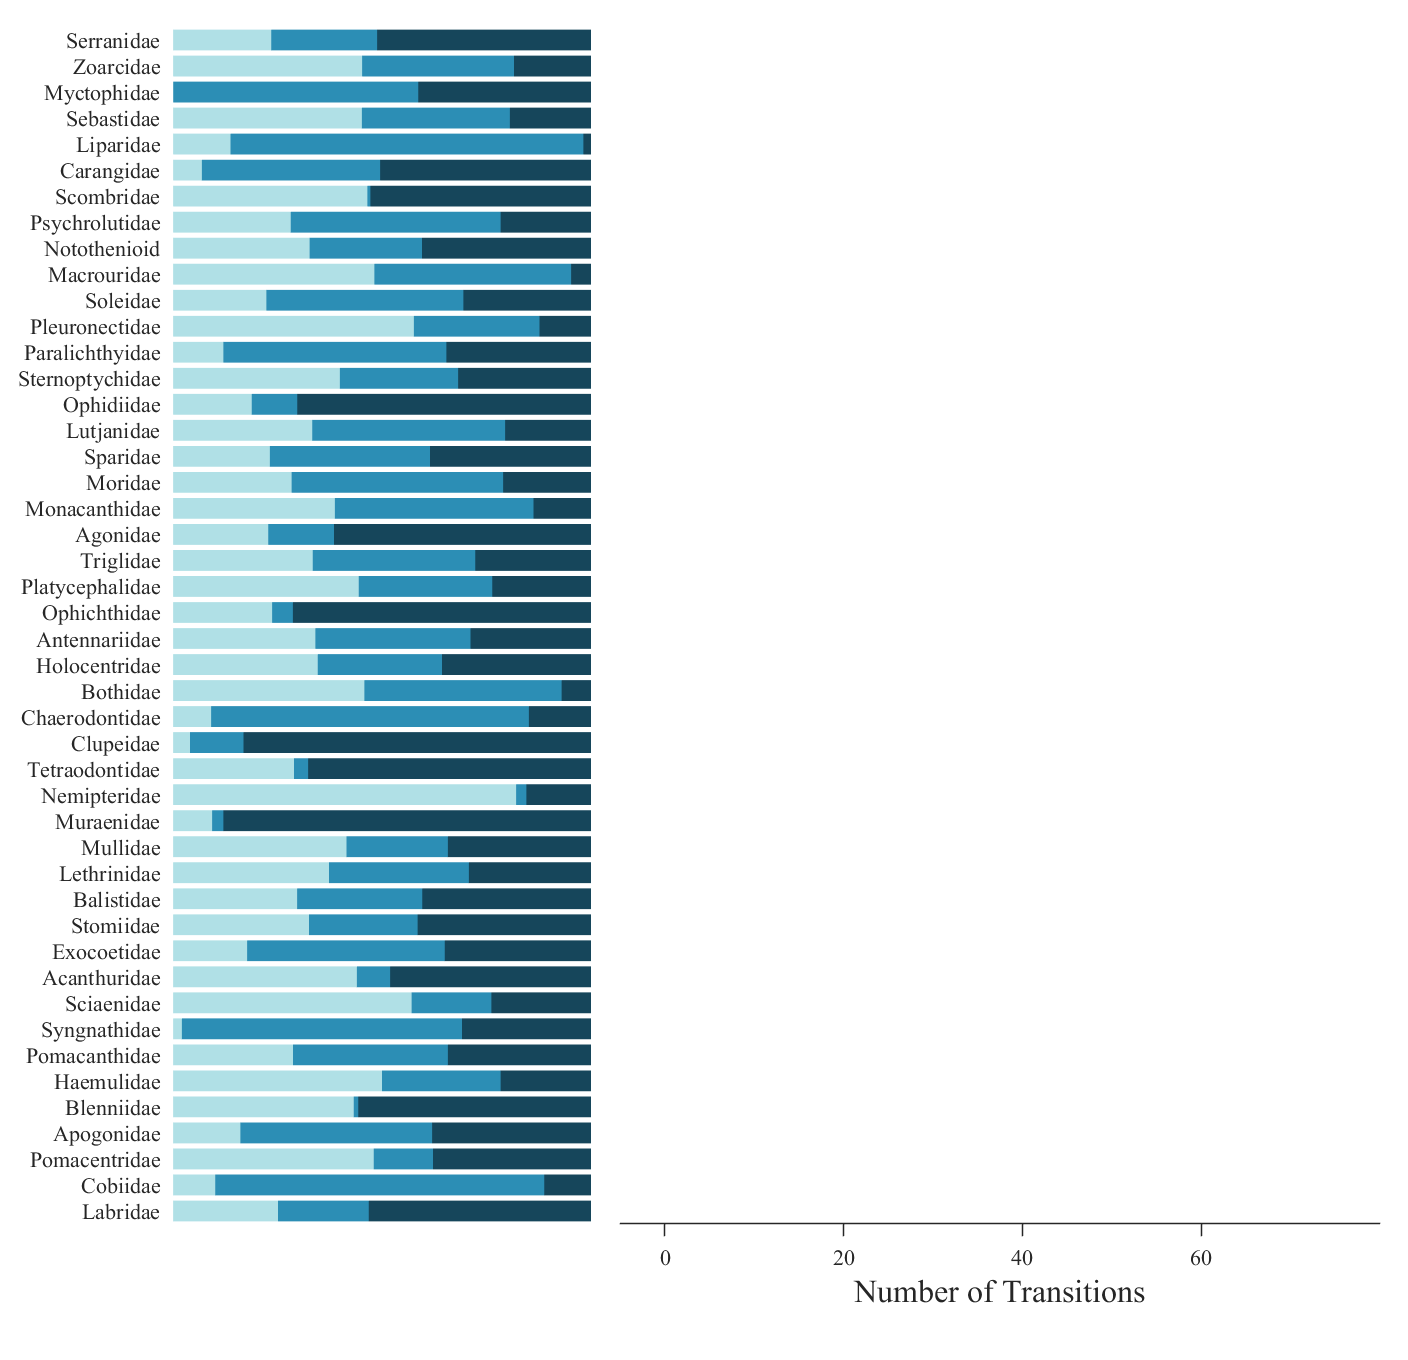 Serranidae
Zoarcidae
Myctophidae
Sebastidae
Liparidae
Carangidae
Scombridae
Psychrolutidae
Notothenioid
Macrouridae
Soleidae
Pleuronectidae
Paralichthyidae
Sternoptychidae
Ophidiidae
Lutjanidae
Sparidae
Moridae
Monacanthidae
Agonidae
Triglidae
Platycephalidae
Ophichthidae
Antennariidae
Holocentridae
Bothidae
Chaerodontidae
Clupeidae
Tetraodontidae
Nemipteridae
Muraenidae
Mullidae
Lethrinidae
Balistidae
Stomiidae
Exocoetidae
Acanthuridae
Sciaenidae
Syngnathidae
Pomacanthidae
Haemulidae
Blenniidae
Apogonidae
Pomacentridae
Cobiidae
Labridae
0 20 40 60
Number of Transitions